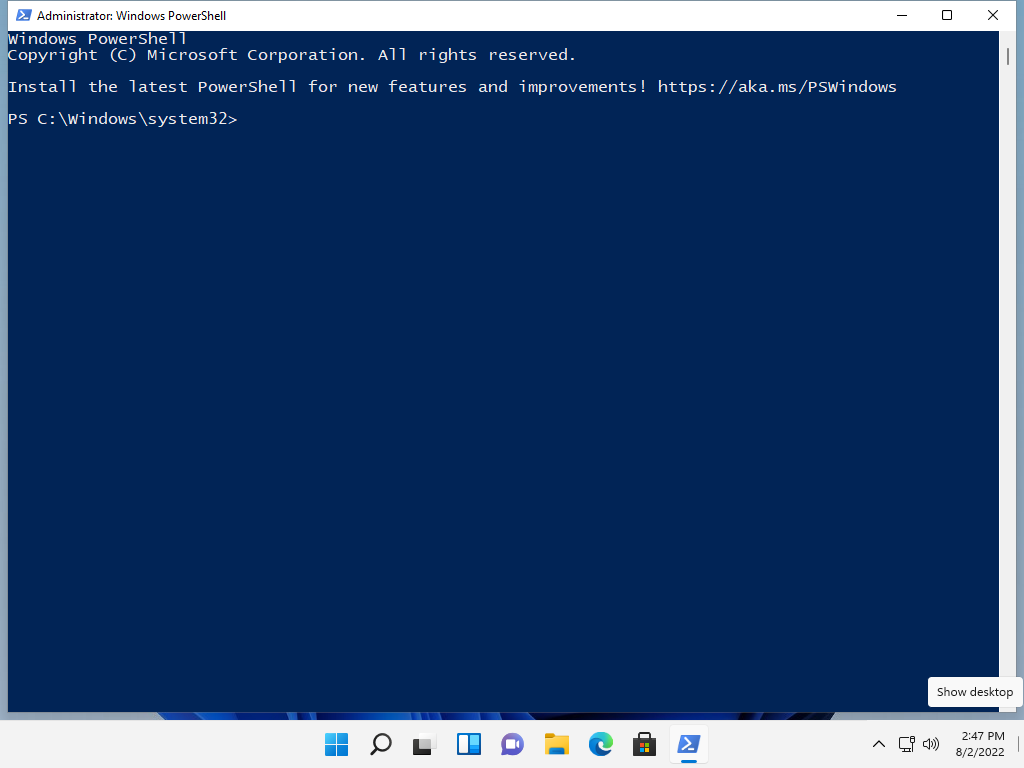 Administrator: Windows PowerShell
Windows PowerShell
Copyright (C) Microsoft Corporation. All rights reserved.
Install the latest PowerShell for new features and improvements! https://aka.ms/PSWindows
PS C:\Windows\system32>
Show desktop
2:47 PM
8/2/2022